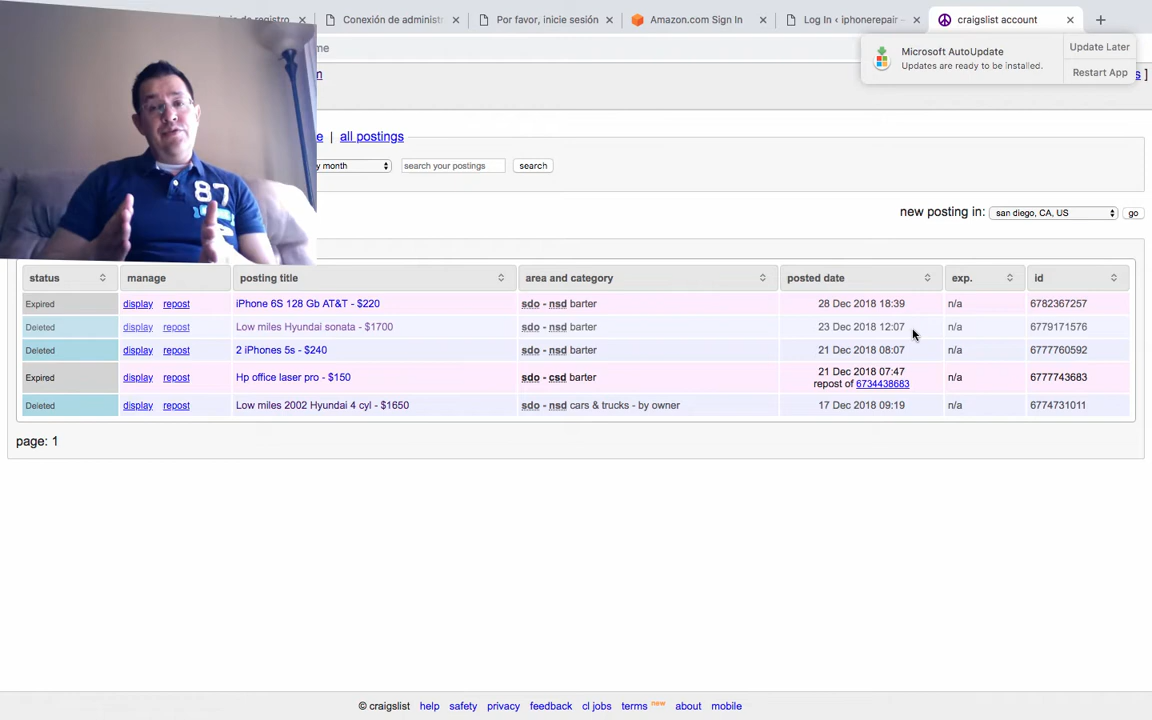 de registro
Conexión de administ
Por favor, inicie sesión
Amazon.com Sign In
Log In ‹ iphonerepair –
craigslist account
me
Microsoft AutoUpdate
Updates are ready to be installed.
Update Later
Restart App
s ]
e | all postings
y month
search your postings
search
new posting in: san diego, CA, US go
status manage posting title area and category posted date exp. id
Expired display repost iPhone 6S 128 Gb AT&T - $220 sdo - nsd barter 28 Dec 2018 18:39 n/a 6782367257
Deleted display repost Low miles Hyundai sonata - $1700 sdo - nsd barter 23 Dec 2018 12:07 n/a 6779171576
Deleted display repost 2 iPhones 5s - $240 sdo - nsd barter 21 Dec 2018 08:07 n/a 6777760592
Expired display repost Hp office laser pro - $150 sdo - csd barter 21 Dec 2018 07:47 n/a 6777743683
repost of 6734438683
Deleted display repost Low miles 2002 Hyundai 4 cyl - $1650 sdo - nsd cars & trucks - by owner 17 Dec 2018 09:19 n/a 6774731011
page: 1
87
© craigslist help safety privacy feedback cl jobs terms new about mobile